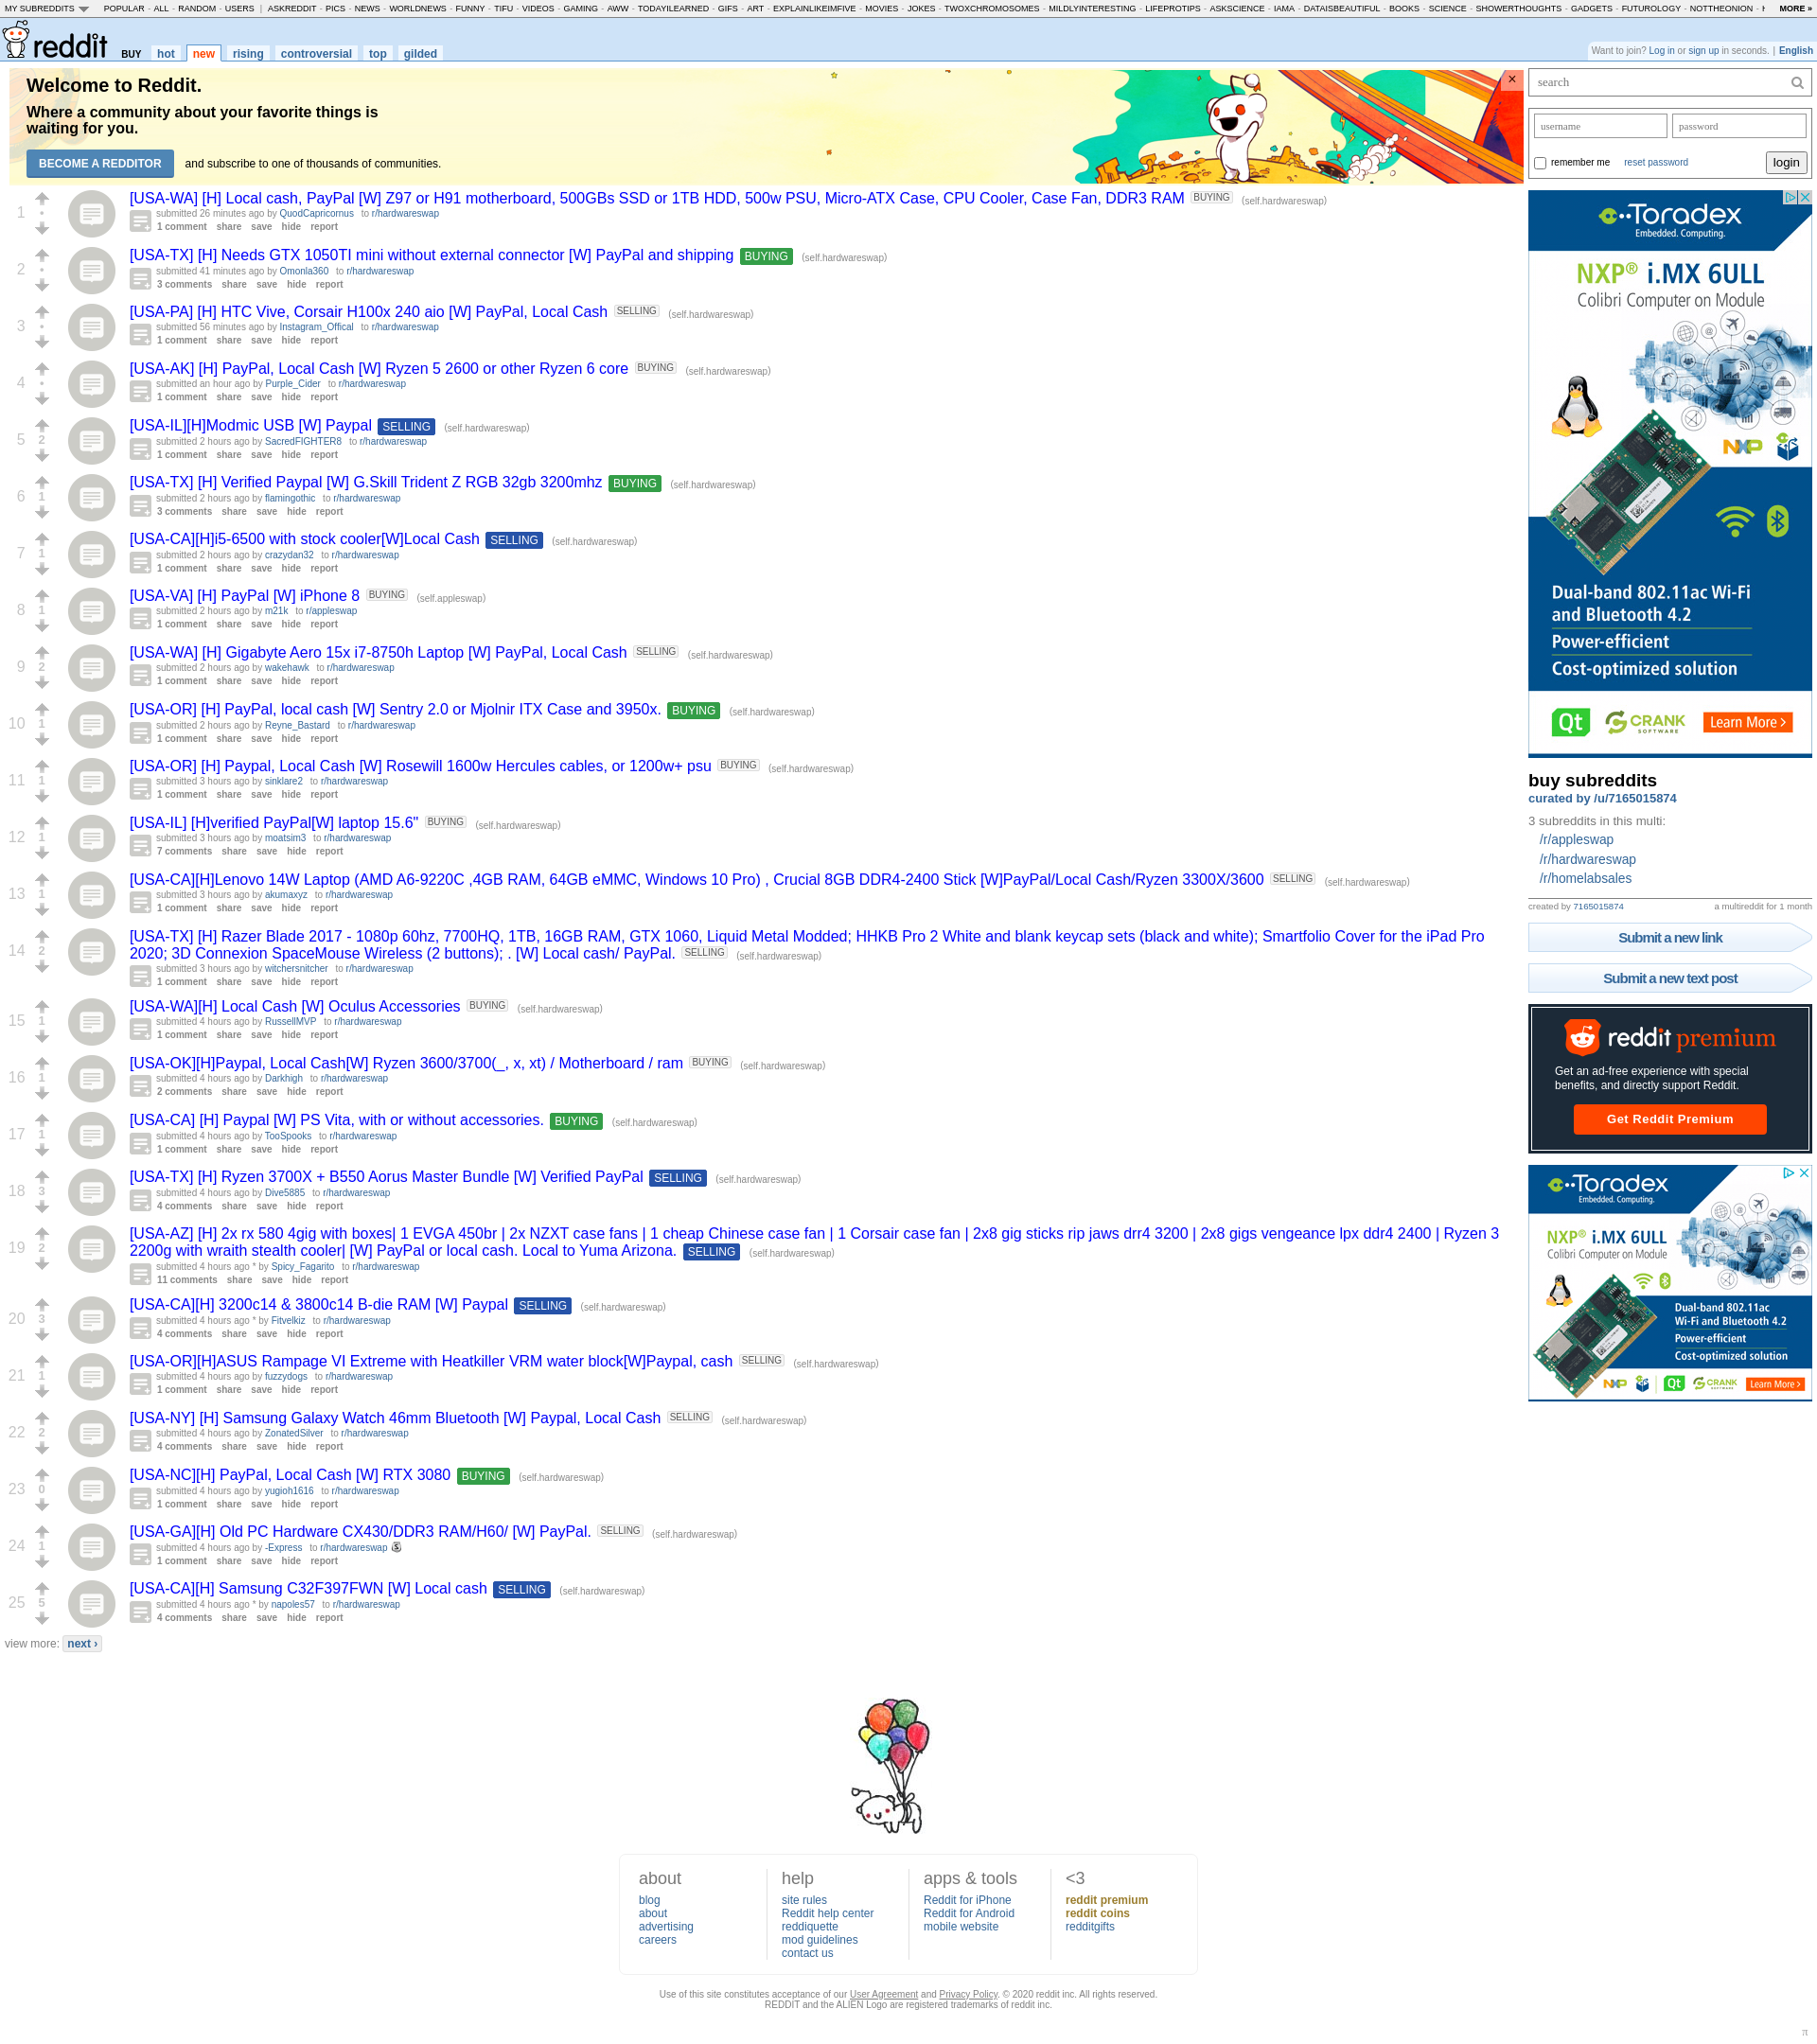 MY SUBREDDITS POPULAR - ALL - RANDOM - USERS | ASKREDDIT - PICS - NEWS - WORLDNEWS - FUNNY - TIFU - VIDEOS - GAMING - AWW - TODAYILEARNED - GIFS - ART - EXPLAINLIKEIMFIVE - MOVIES - JOKES - TWOXCHROMOSOMES - MILDLYINTERESTING - LIFEPROTIPS - ASKSCIENCE - IAMA - DATAISBEAUTIFUL - BOOKS - SCIENCE - SHOWERTHOUGHTS - GADGETS - FUTUROLOGY - NOTTHEONION - MORE »
reddit BUY hot new rising controversial top gilded
Want to join? Log in or sign up in seconds. | English
Welcome to Reddit.
Where a community about your favorite things is
waiting for you.
BECOME A REDDITOR and subscribe to one of thousands of communities.
1 [USA-WA] [H] Local cash, PayPal [W] Z97 or H91 motherboard, 500GBs SSD or 1TB HDD, 500w PSU, Micro-ATX Case, CPU Cooler, Case Fan, DDR3 RAM BUYING (self.hardwareswap)
submitted 26 minutes ago by QuodCapricornus to r/hardwareswap
1 comment share save hide report
2 [USA-TX] [H] Needs GTX 1050TI mini without external connector [W] PayPal and shipping BUYING (self.hardwareswap)
submitted 41 minutes ago by Omonla360 to r/hardwareswap
3 comments share save hide report
3 [USA-PA] [H] HTC Vive, Corsair H100x 240 aio [W] PayPal, Local Cash SELLING (self.hardwareswap)
submitted 56 minutes ago by Instagram_Offical to r/hardwareswap
1 comment share save hide report
4 [USA-AK] [H] PayPal, Local Cash [W] Ryzen 5 2600 or other Ryzen 6 core BUYING (self.hardwareswap)
submitted an hour ago by Purple_Cider to r/hardwareswap
1 comment share save hide report
5 2 [USA-IL][H]Modmic USB [W] Paypal SELLING (self.hardwareswap)
submitted 2 hours ago by SacredFIGHTER8 to r/hardwareswap
1 comment share save hide report
6 1 [USA-TX] [H] Verified Paypal [W] G.Skill Trident Z RGB 32gb 3200mhz BUYING (self.hardwareswap)
submitted 2 hours ago by flamingothic to r/hardwareswap
3 comments share save hide report
7 1 [USA-CA][H]i5-6500 with stock cooler[W]Local Cash SELLING (self.hardwareswap)
submitted 2 hours ago by crazydan32 to r/hardwareswap
1 comment share save hide report
8 1 [USA-VA] [H] PayPal [W] iPhone 8 BUYING (self.appleswap)
submitted 2 hours ago by m21k to r/appleswap
1 comment share save hide report
9 2 [USA-WA] [H] Gigabyte Aero 15x i7-8750h Laptop [W] PayPal, Local Cash SELLING (self.hardwareswap)
submitted 2 hours ago by wakehawk to r/hardwareswap
1 comment share save hide report
10 1 [USA-OR] [H] PayPal, local cash [W] Sentry 2.0 or Mjolnir ITX Case and 3950x. BUYING (self.hardwareswap)
submitted 2 hours ago by Reyne_Bastard to r/hardwareswap
1 comment share save hide report
11 1 [USA-OR] [H] Paypal, Local Cash [W] Rosewill 1600w Hercules cables, or 1200w+ psu BUYING (self.hardwareswap)
submitted 3 hours ago by sinklare2 to r/hardwareswap
1 comment share save hide report
12 1 [USA-IL] [H]verified PayPal[W] laptop 15.6" BUYING (self.hardwareswap)
submitted 3 hours ago by moatsim3 to r/hardwareswap
7 comments share save hide report
13 1 [USA-CA][H]Lenovo 14W Laptop (AMD A6-9220C ,4GB RAM, 64GB eMMC, Windows 10 Pro) , Crucial 8GB DDR4-2400 Stick [W]PayPal/Local Cash/Ryzen 3300X/3600 SELLING (self.hardwareswap)
submitted 3 hours ago by akumaxyz to r/hardwareswap
1 comment share save hide report
14 2 [USA-TX] [H] Razer Blade 2017 - 1080p 60hz, 7700HQ, 1TB, 16GB RAM, GTX 1060, Liquid Metal Modded; HHKB Pro 2 White and blank keycap sets (black and white); Smartfolio Cover for the iPad Pro
2020; 3D Connexion SpaceMouse Wireless (2 buttons); . [W] Local cash/ PayPal. SELLING (self.hardwareswap)
submitted 3 hours ago by witchersnitcher to r/hardwareswap
1 comment share save hide report
15 1 [USA-WA][H] Local Cash [W] Oculus Accessories BUYING (self.hardwareswap)
submitted 4 hours ago by RussellMVP to r/hardwareswap
1 comment share save hide report
16 1 [USA-OK][H]Paypal, Local Cash[W] Ryzen 3600/3700(_, x, xt) / Motherboard / ram BUYING (self.hardwareswap)
submitted 4 hours ago by Darkhigh to r/hardwareswap
2 comments share save hide report
17 1 [USA-CA] [H] Paypal [W] PS Vita, with or without accessories. BUYING (self.hardwareswap)
submitted 4 hours ago by TooSpooks to r/hardwareswap
1 comment share save hide report
18 3 [USA-TX] [H] Ryzen 3700X + B550 Aorus Master Bundle [W] Verified PayPal SELLING (self.hardwareswap)
submitted 4 hours ago by Dive5885 to r/hardwareswap
4 comments share save hide report
19 2 [USA-AZ] [H] 2x rx 580 4gig with boxes| 1 EVGA 450br | 2x NZXT case fans | 1 cheap Chinese case fan | 1 Corsair case fan | 2x8 gig sticks rip jaws drr4 3200 | 2x8 gigs vengeance lpx ddr4 2400 | Ryzen 3
2200g with wraith stealth cooler| [W] PayPal or local cash. Local to Yuma Arizona. SELLING (self.hardwareswap)
submitted 4 hours ago * by Spicy_Fagarito to r/hardwareswap
11 comments share save hide report
20 3 [USA-CA][H] 3200c14 & 3800c14 B-die RAM [W] Paypal SELLING (self.hardwareswap)
submitted 4 hours ago * by Fitvelkiz to r/hardwareswap
4 comments share save hide report
21 1 [USA-OR][H]ASUS Rampage VI Extreme with Heatkiller VRM water block[W]Paypal, cash SELLING (self.hardwareswap)
submitted 4 hours ago by fuzzydogs to r/hardwareswap
1 comment share save hide report
22 2 [USA-NY] [H] Samsung Galaxy Watch 46mm Bluetooth [W] Paypal, Local Cash SELLING (self.hardwareswap)
submitted 4 hours ago by ZonatedSilver to r/hardwareswap
4 comments share save hide report
23 0 [USA-NC][H] PayPal, Local Cash [W] RTX 3080 BUYING (self.hardwareswap)
submitted 4 hours ago by yugioh1616 to r/hardwareswap
1 comment share save hide report
24 1 [USA-GA][H] Old PC Hardware CX430/DDR3 RAM/H60/ [W] PayPal. SELLING (self.hardwareswap)
submitted 4 hours ago by -Express to r/hardwareswap
1 comment share save hide report
25 5 [USA-CA][H] Samsung C32F397FWN [W] Local cash SELLING (self.hardwareswap)
submitted 4 hours ago * by napoles57 to r/hardwareswap
4 comments share save hide report
view more: next ›
search
username password
remember me reset password login
Toradex
Embedded. Computing.
NXP® i.MX 6ULL
Colibri Computer on Module
NXP
Dual-band 802.11ac Wi-Fi
and Bluetooth 4.2
Power-efficient
Cost-optimized solution
Qt CRANK SOFTWARE Learn More >
buy subreddits
curated by /u/7165015874
3 subreddits in this multi:
/r/appleswap
/r/hardwareswap
/r/homelabsales
created by 7165015874 a multireddit for 1 month
Submit a new link
Submit a new text post
reddit premium
Get an ad-free experience with special
benefits, and directly support Reddit.
Get Reddit Premium
Toradex
Embedded. Computing.
NXP® i.MX 6ULL
Colibri Computer on Module
Dual-band 802.11ac
Wi-Fi and Bluetooth 4.2
Power-efficient
Cost-optimized solution
NXP Qt CRANK SOFTWARE Learn More >
about
blog
about
advertising
careers
help
site rules
Reddit help center
reddiquette
mod guidelines
contact us
apps & tools
Reddit for iPhone
Reddit for Android
mobile website
<3
reddit premium
reddit coins
redditgifts
Use of this site constitutes acceptance of our User Agreement and Privacy Policy. © 2020 reddit inc. All rights reserved.
REDDIT and the ALIEN Logo are registered trademarks of reddit inc.
π